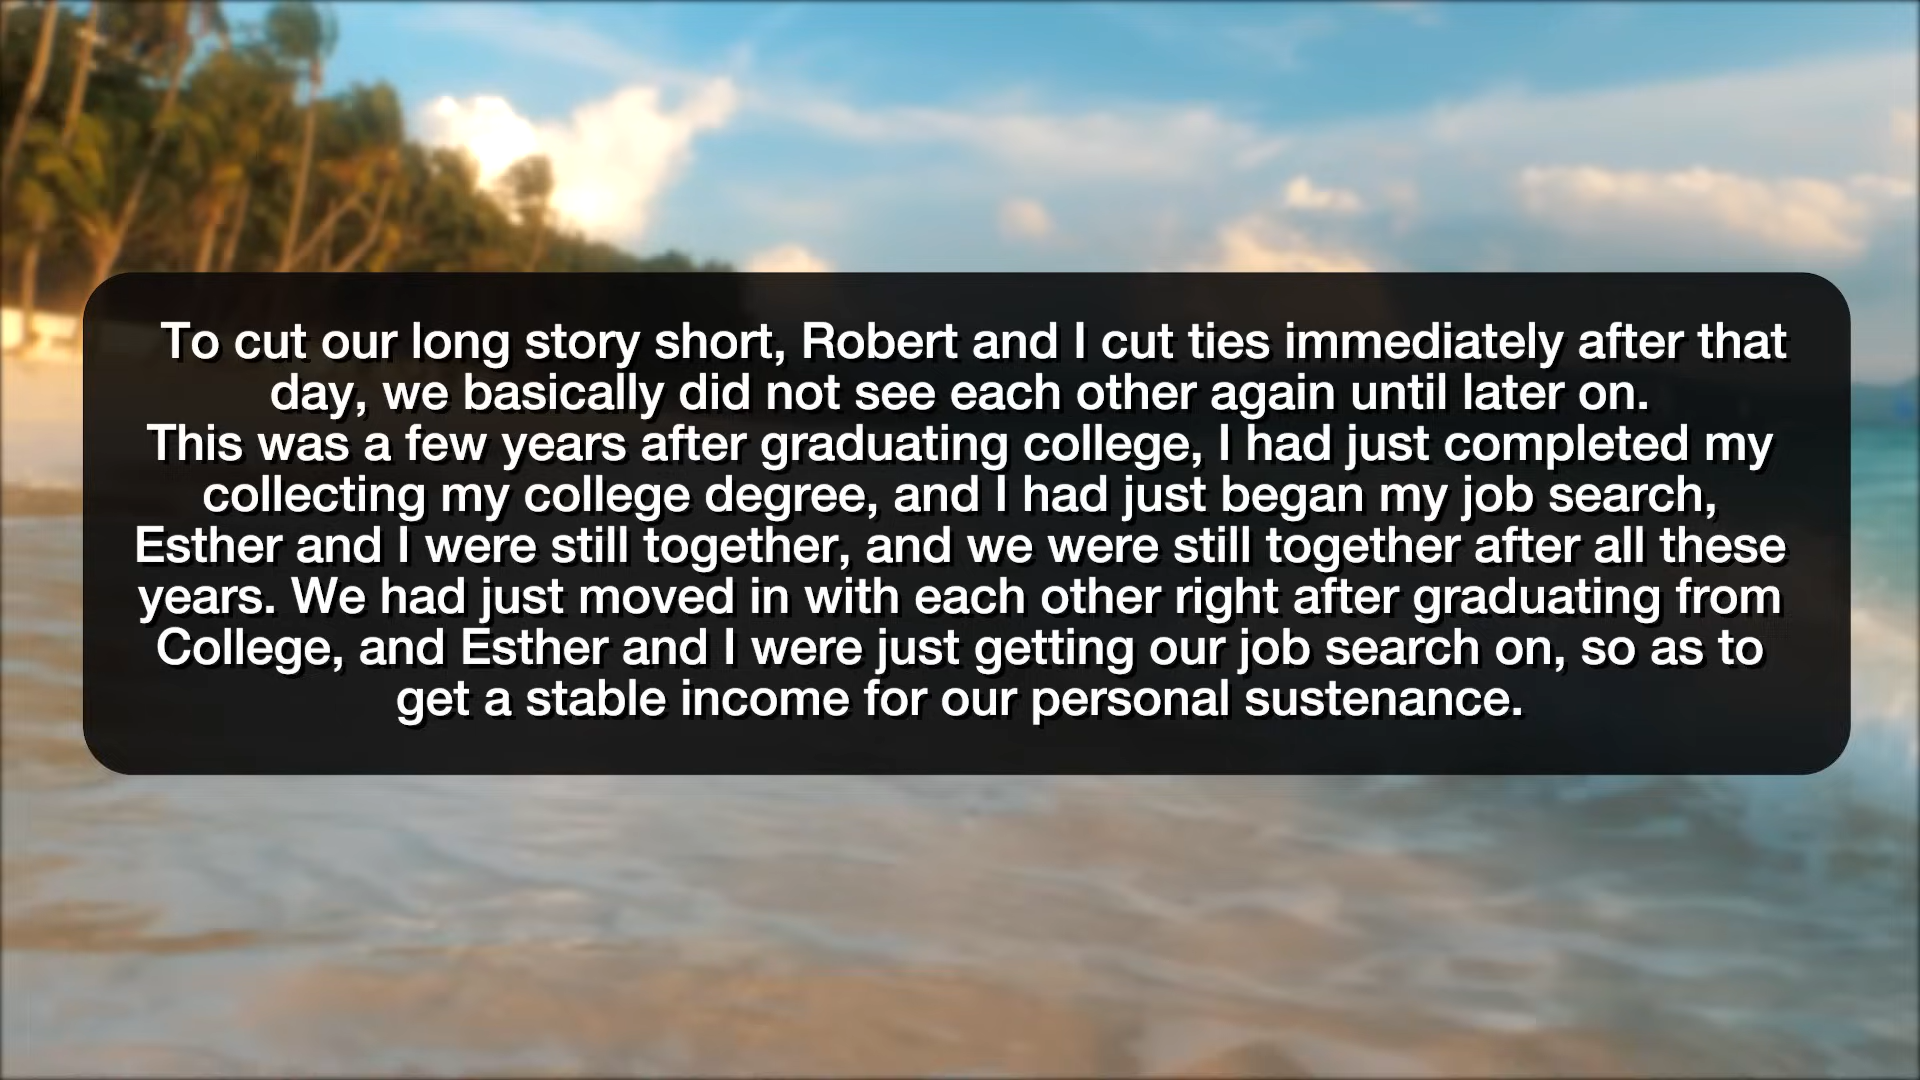 To cut our long story short, Robert and I cut ties immediately after that
day, we basically did not see each other again until later on.
This was a few years after graduating college, I had just completed my
collecting my college degree, and I had just began my job search,
Esther and I were still together, and we were still together after all these
years. We had just moved in with each other right after graduating from
College, and Esther and I were just getting our job search on, so as to
get a stable income for our personal sustenance.